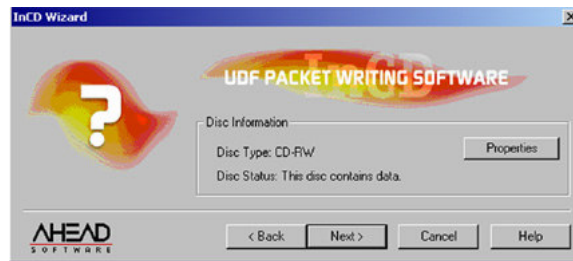 InCD Wizard
InCD
UDF PACKET WRITING SOFTWARE
?
Disc Information
Disc Type: CD-RW
Properties
Disc Status: This disc contains data.
AHEAD
SOFTWARE
< Back Next > Cancel Help